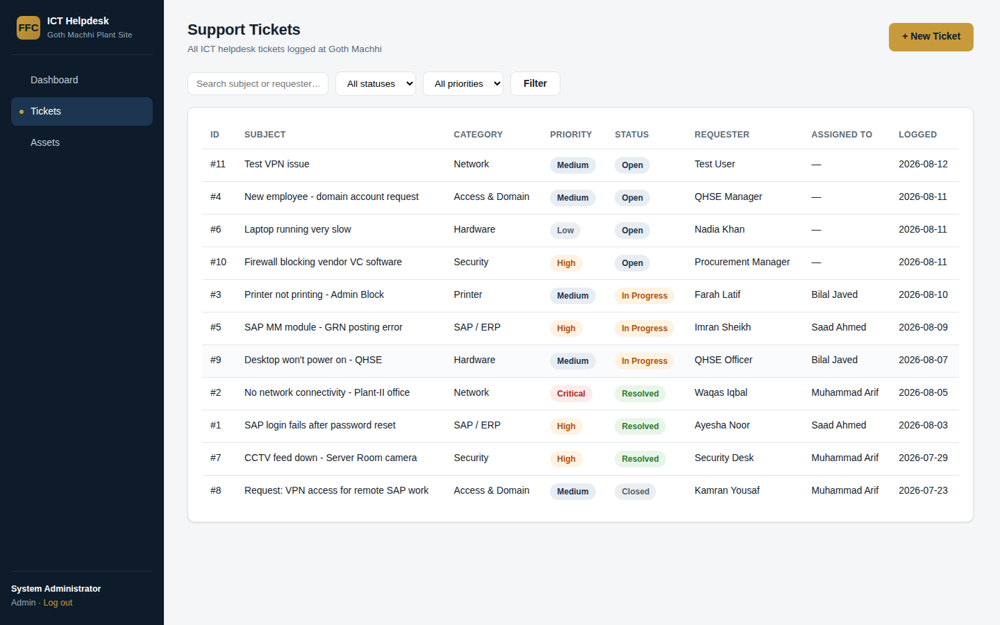 FFC
ICT Helpdesk
Goth Machhi Plant Site
Dashboard
Tickets
Assets
System Administrator
Admin · Log out
Support Tickets
All ICT helpdesk tickets logged at Goth Machhi
+ New Ticket
Search subject or requester… All statuses All priorities Filter
ID SUBJECT CATEGORY PRIORITY STATUS REQUESTER ASSIGNED TO LOGGED
#11 Test VPN issue Network Medium Open Test User — 2026-08-12
#4 New employee - domain account request Access & Domain Medium Open QHSE Manager — 2026-08-11
#6 Laptop running very slow Hardware Low Open Nadia Khan — 2026-08-11
#10 Firewall blocking vendor VC software Security High Open Procurement Manager — 2026-08-11
#3 Printer not printing - Admin Block Printer Medium In Progress Farah Latif Bilal Javed 2026-08-10
#5 SAP MM module - GRN posting error SAP / ERP High In Progress Imran Sheikh Saad Ahmed 2026-08-09
#9 Desktop won't power on - QHSE Hardware Medium In Progress QHSE Officer Bilal Javed 2026-08-07
#2 No network connectivity - Plant-II office Network Critical Resolved Waqas Iqbal Muhammad Arif 2026-08-05
#1 SAP login fails after password reset SAP / ERP High Resolved Ayesha Noor Saad Ahmed 2026-08-03
#7 CCTV feed down - Server Room camera Security High Resolved Security Desk Muhammad Arif 2026-07-29
#8 Request: VPN access for remote SAP work Access & Domain Medium Closed Kamran Yousaf Muhammad Arif 2026-07-23